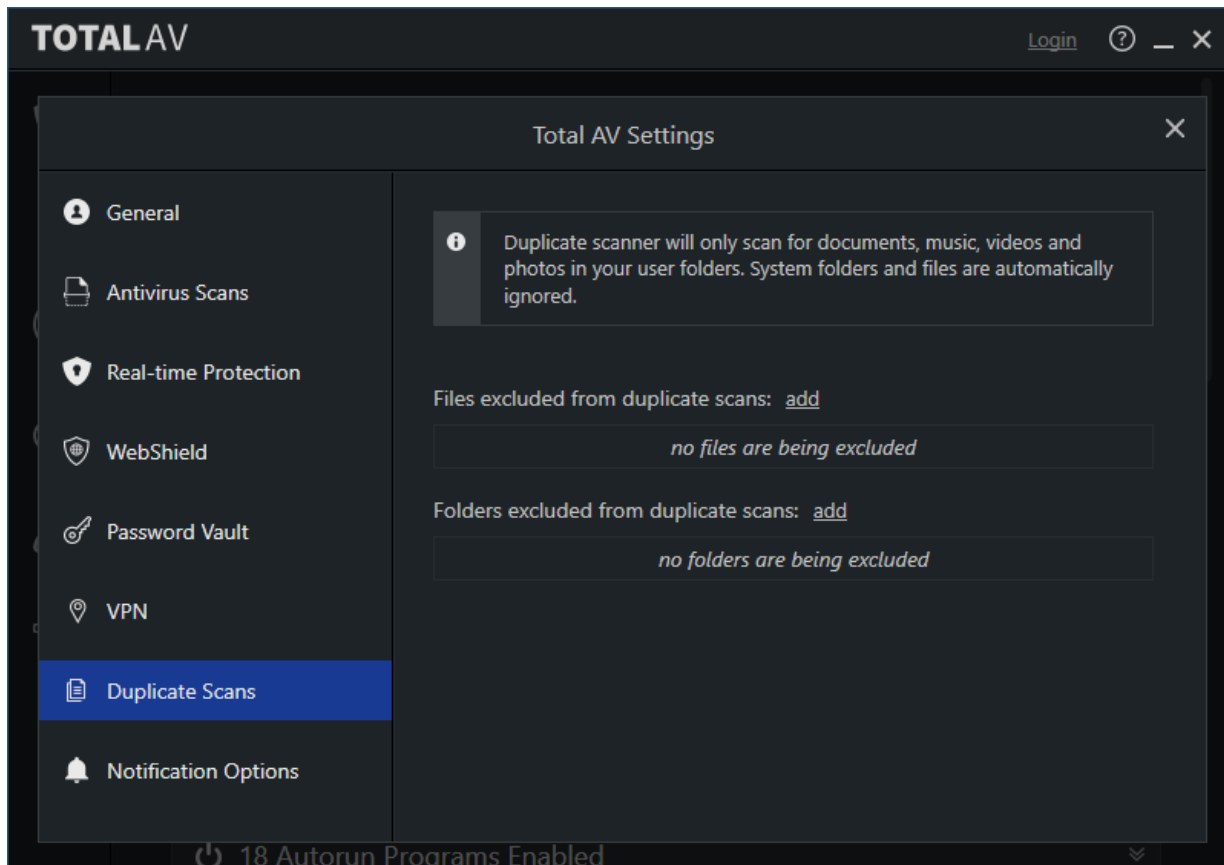 TOTAL AV
Login
Total AV Settings
General
Antivirus Scans
Real-time Protection
WebShield
Password Vault
VPN
Duplicate Scans
Notification Options
Duplicate scanner will only scan for documents, music, videos and
photos in your user folders. System folders and files are automatically
ignored.
Files excluded from duplicate scans: add
no files are being excluded
Folders excluded from duplicate scans: add
no folders are being excluded
18 Autorun Programs Enabled